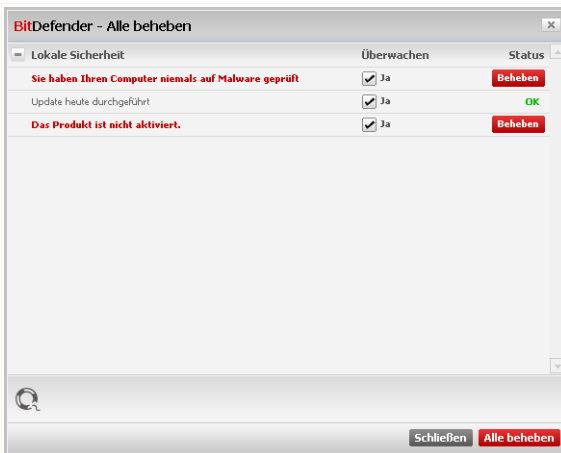 BitDefender - Alle beheben
Lokale Sicherheit Überwachen Status
Sie haben Ihren Computer niemals auf Malware geprüft Ja Beheben
Update heute durchgeführt Ja OK
Das Produkt ist nicht aktiviert. Ja Beheben
Schließen Alle beheben